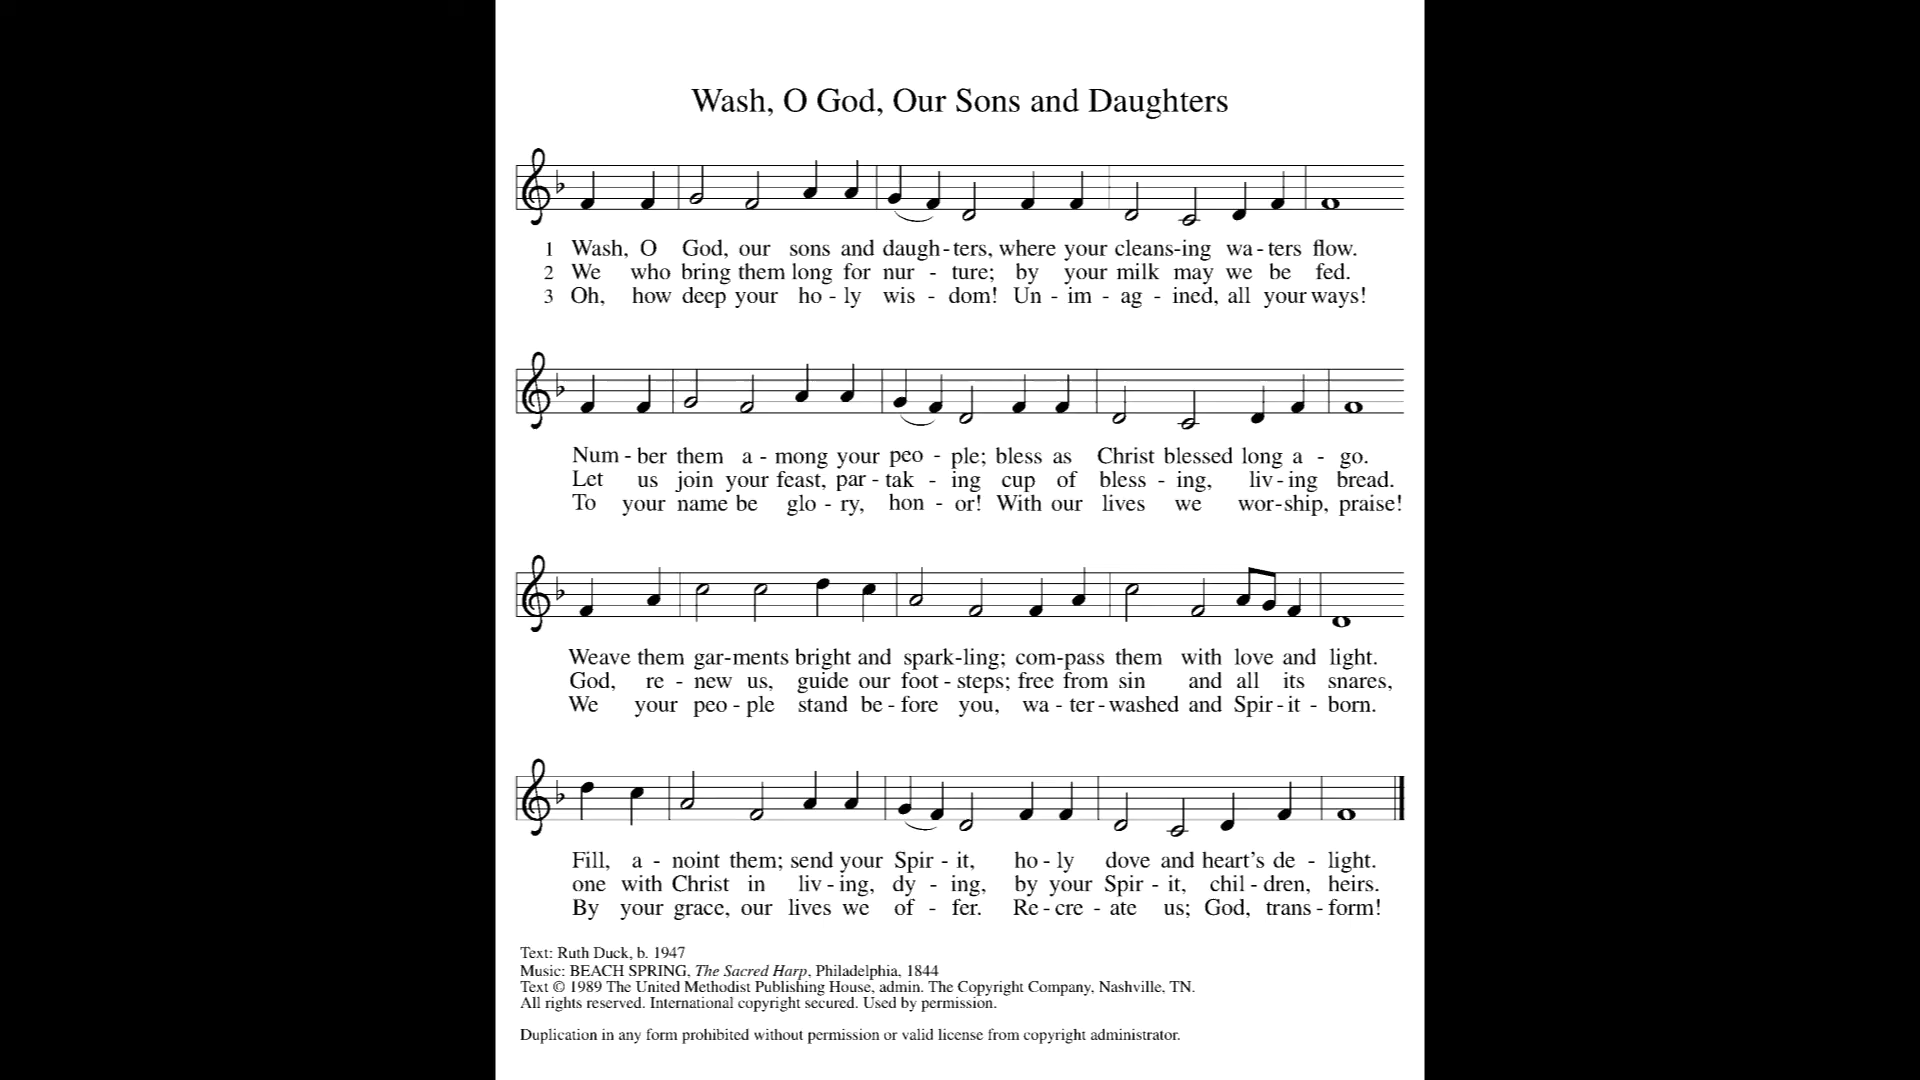 Wash, O God, Our Sons and Daughters
1 Wash, O God, our sons and daugh - ters, where your cleans-ing wa - ters flow.
2 We who bring them long for nur - ture; by your milk may we be fed.
3 Oh, how deep your ho - ly wis - dom! Un - im - ag - ined, all your ways!
Num - ber them a - mong your peo - ple; bless as Christ blessed long a - go.
Let us join your feast, par - tak - ing cup of bless - ing, liv - ing bread.
To your name be glo - ry, hon - or! With our lives we wor-ship, praise!
Weave them gar-ments bright and spark-ling; com-pass them with love and light.
God, re - new us, guide our foot - steps; free from sin and all its snares,
We your peo - ple stand be - fore you, wa - ter - washed and Spir - it - born.
Fill, a - noint them; send your Spir - it, ho - ly dove and heart's de - light.
one with Christ in liv - ing, dy - ing, by your Spir - it, chil - dren, heirs.
By your grace, our lives we of - fer. Re - cre - ate us; God, trans - form!
Text: Ruth Duck, b. 1947
Music: BEACH SPRING, The Sacred Harp, Philadelphia, 1844
Text © 1989 The United Methodist Publishing House, admin. The Copyright Company, Nashville, TN.
All rights reserved. International copyright secured. Used by permission.
Duplication in any form prohibited without permission or valid license from copyright administrator.